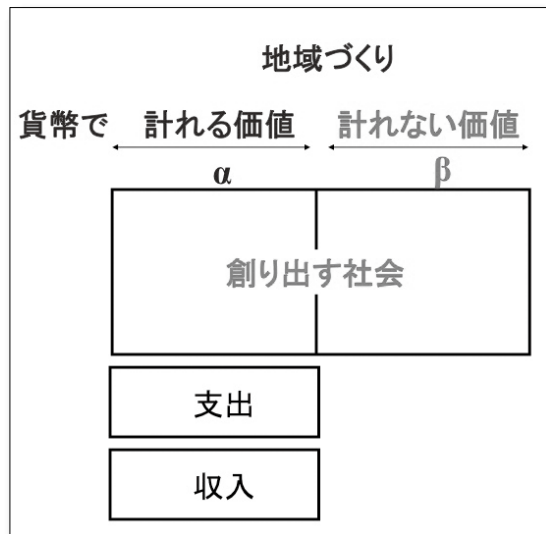 地域づくり
貨幣で 計れる価値 計れない価値
α β
創り出す社会
支出
収入